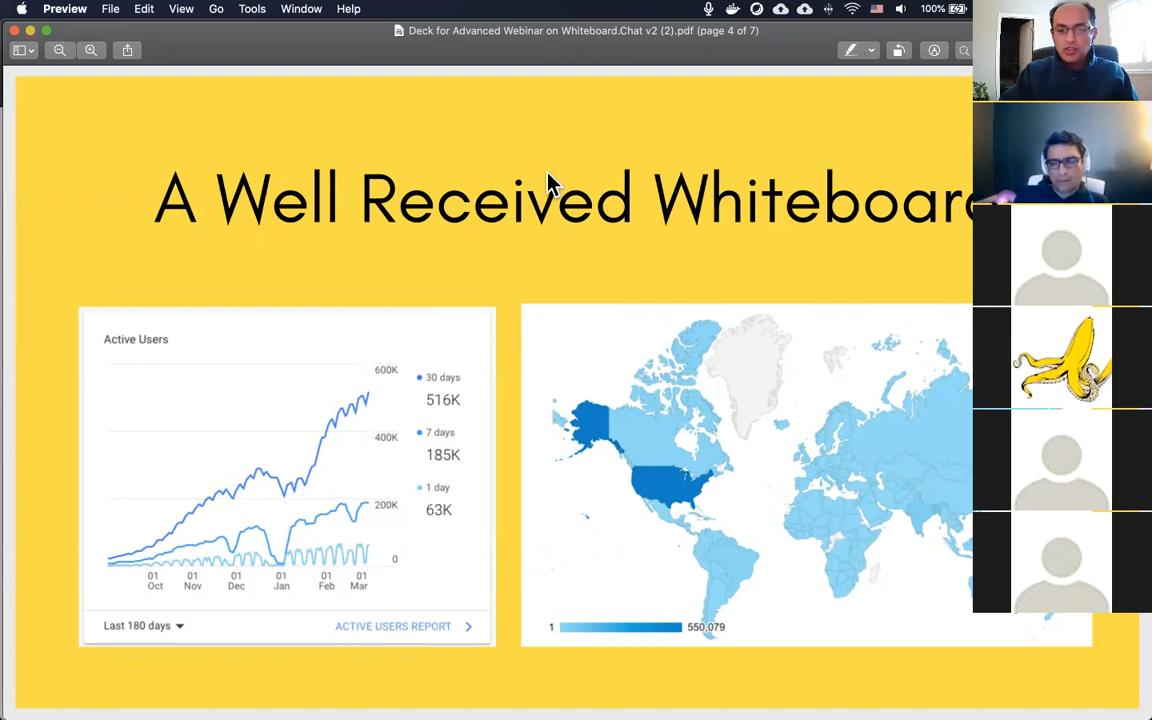 Preview File Edit View Go Tools Window Help 100%
Deck for Advanced Webinar on Whiteboard.Chat v2 (2).pdf (page 4 of 7)
A Well Received Whiteboar
Active Users
600K
400K
200K
0
30 days
516K
7 days
185K
1 day
63K
01 01 01 01 01 01
Oct Nov Dec Jan Feb Mar
Last 180 days
ACTIVE USERS REPORT
1 550,079